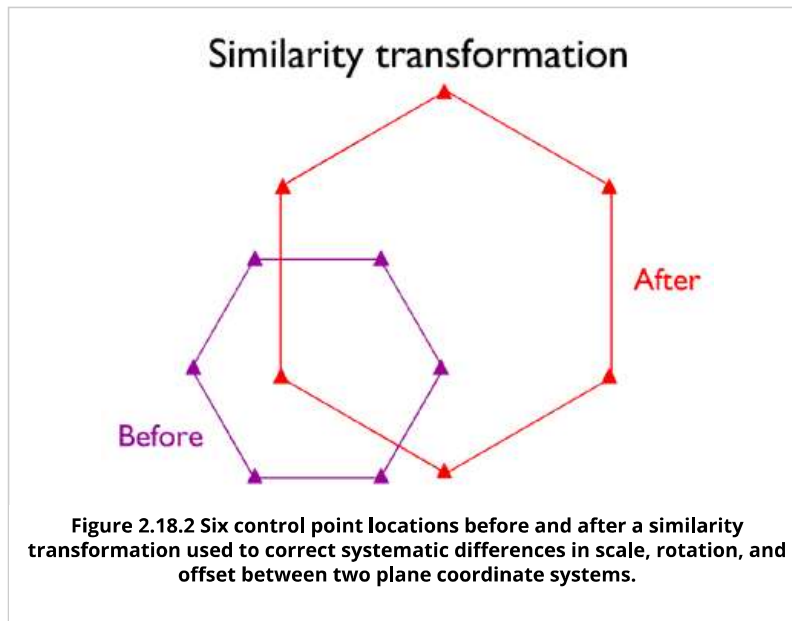 Similarity transformation
After
Before
Figure 2.18.2 Six control point locations before and after a similarity
transformation used to correct systematic differences in scale, rotation, and
offset between two plane coordinate systems.